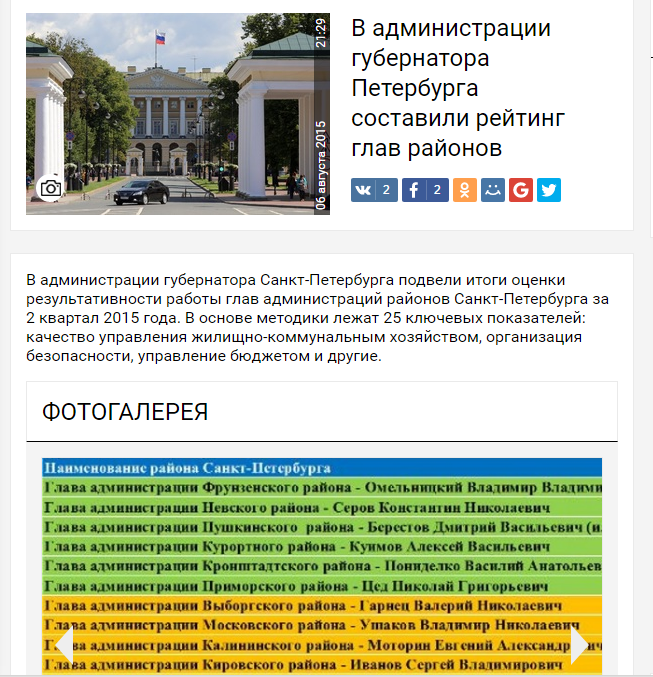 21:29
06 августа 2015
В администрации
губернатора
Петербурга
составили рейтинг
глав районов
2
2
В администрации губернатора Санкт-Петербурга подвели итоги оценки
результативности работы глав администраций районов Санкт-Петербурга за
2 квартал 2015 года. В основе методики лежат 25 ключевых показателей:
качество управления жилищно-коммунальным хозяйством, организация
безопасности, управление бюджетом и другие.
ФОТОГАЛЕРЕЯ
Наименование района Санкт-Петербурга
Глава администрации Фрунзенского района - Омельницкий Владимир Владими
Глава администрации Невского района - Серов Константин Николаевич
Глава администрации Пушкинского района - Берестов Дмитрий Васильевич (и.
Глава администрации Курортного района - Куимов Алексей Васильевич
Глава администрации Кронштадтского района - Пониделко Василий Анатольев
Глава администрации Приморского района - Цед Николай Григорьевич
Глава администрации Выборгского района - Гарнец Валерий Николаевич
Глава администрации Московского района - Ушаков Владимир Николаевич
Глава администрации Калининского района - Моторин Евгений Александр ич
Глава администрации Кировского района - Иванов Сергей Владимирович